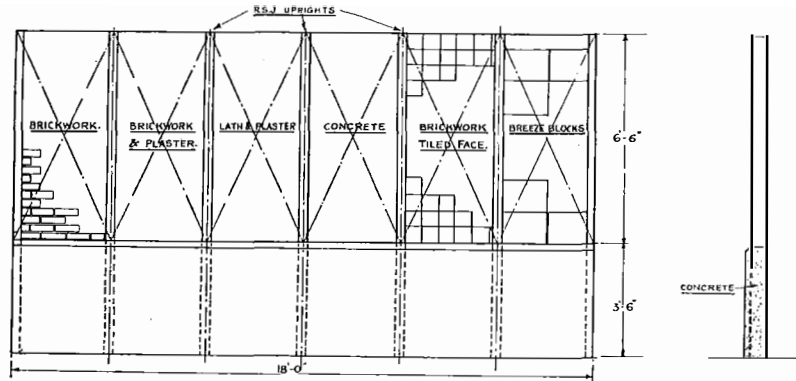 R.S.J UPRIGHTS
BRICKWORK.
BRICKWORK
& PLASTER.
LATH & PLASTER
CONCRETE
BRICKWORK
TILED FACE.
BREEZE BLOCKS
6'-6"
CONCRETE
3'-6"
18'-0"